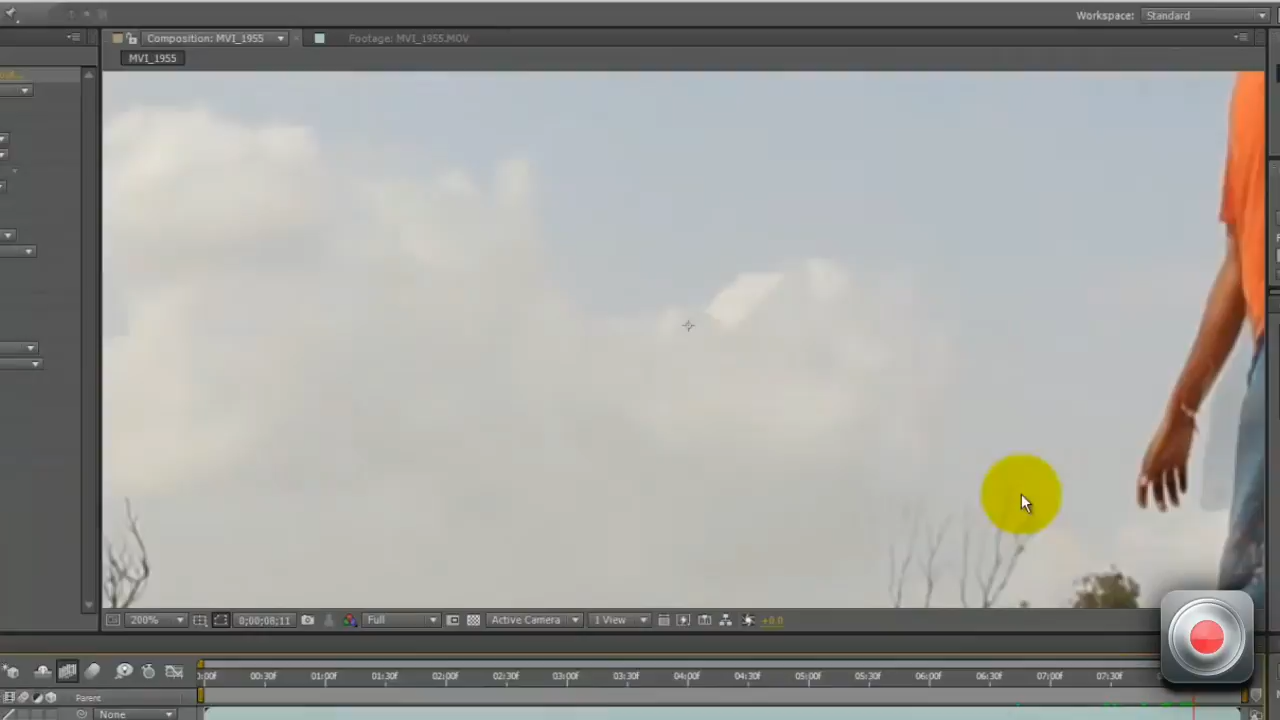 Workspace: Standard
Composition: MVI_1955 Footage: MVI_1955.MOV
MVI_1955
200% 0;00;08;11 Full Active Camera 1 View +0.0
00:30f 01:00f 01:30f 02:00f 02:30f 03:00f 03:30f 04:00f 04:30f 05:00f 05:30f 06:00f 06:30f 07:00f 07:30f
Parent
None